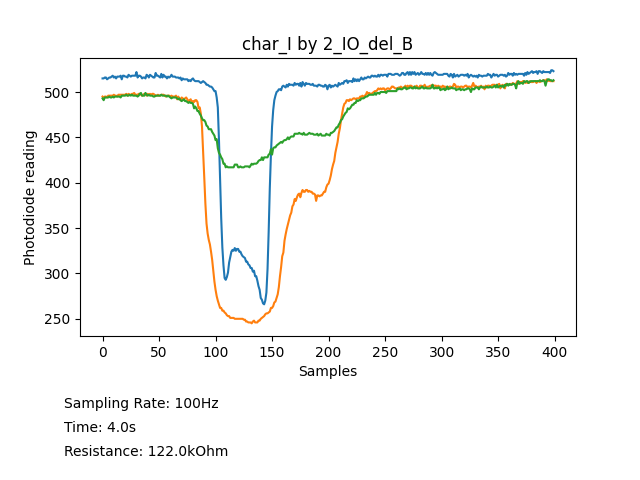 char_I by 2_IO_del_B
Photodiode reading
500
450
400
350
300
250
0 50 100 150 200 250 300 350 400
Samples
Sampling Rate: 100Hz
Time: 4.0s
Resistance: 122.0kOhm